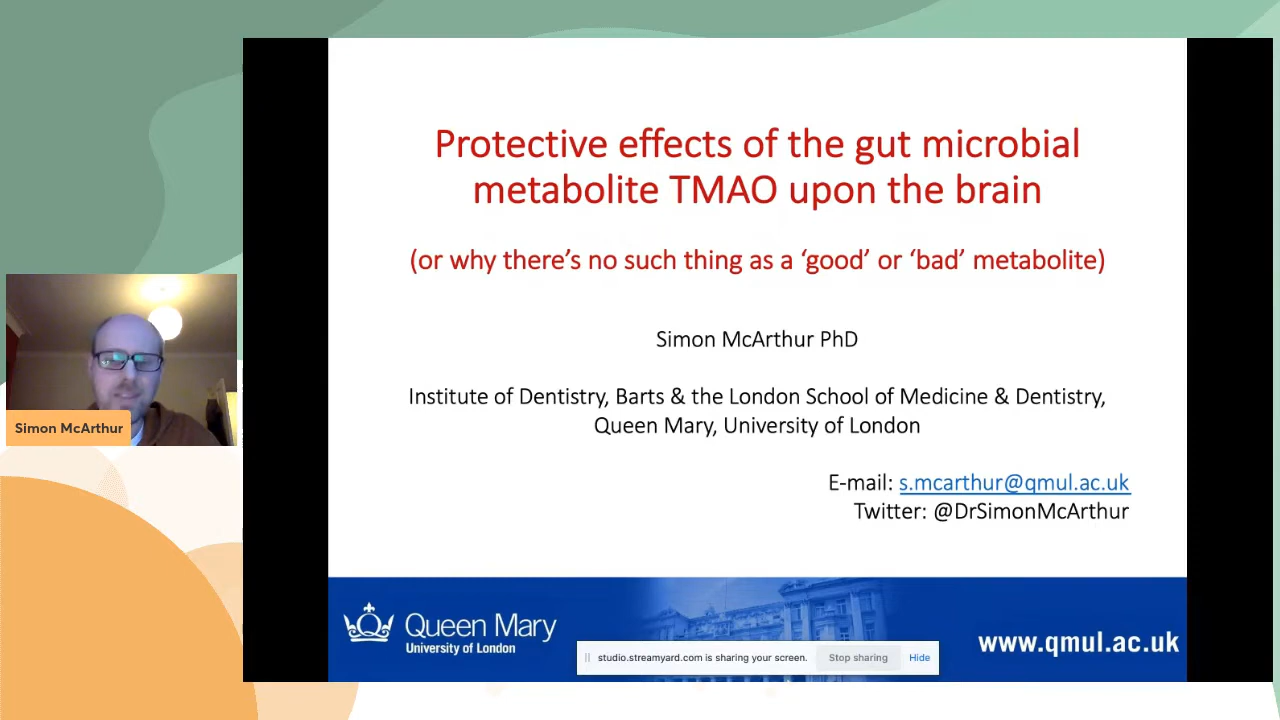 Protective effects of the gut microbial
metabolite TMAO upon the brain
(or why there’s no such thing as a ‘good’ or ‘bad’ metabolite)
Simon McArthur PhD
Institute of Dentistry, Barts & the London School of Medicine & Dentistry,
Queen Mary, University of London
E-mail: s.mcarthur@qmul.ac.uk
Twitter: @DrSimonMcArthur
Simon McArthur
Queen Mary
University of London
studio.streamyard.com is sharing your screen.
Stop sharing
Hide
www.qmul.ac.uk